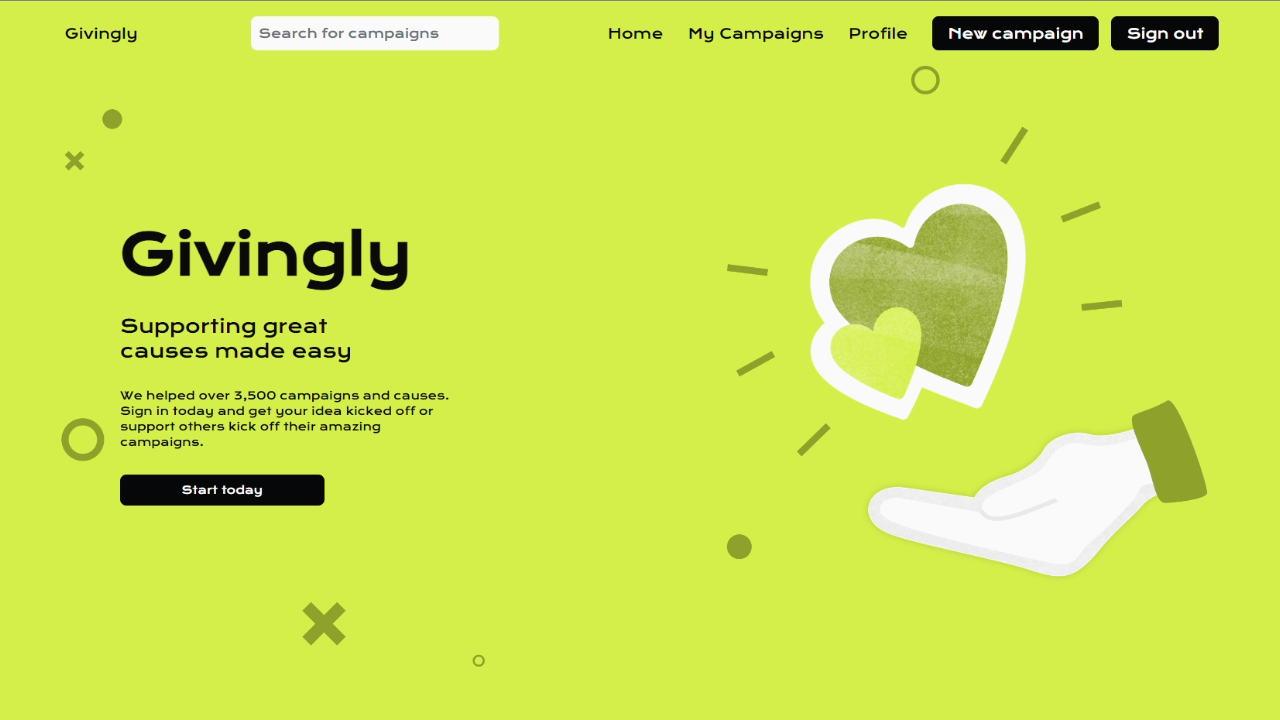 Givingly
Search for campaigns
Home
My Campaigns
Profile
New campaign
Sign out
Givingly
Supporting great
causes made easy
We helped over 3,500 campaigns and causes.
Sign in today and get your idea kicked off or
support others kick off their amazing
campaigns.
Start today